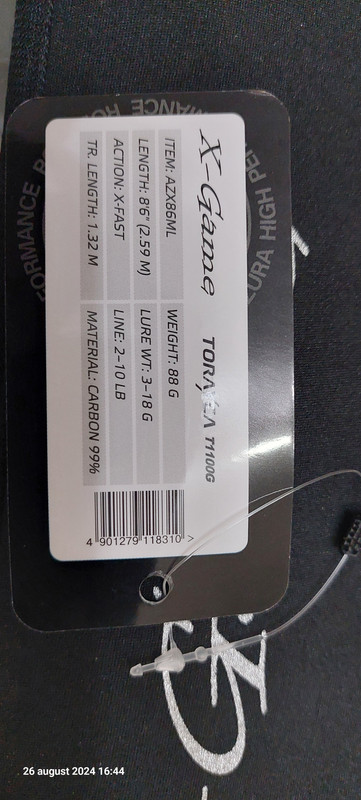 X-Game TORAYCA T1100G
ITEM: AZX86ML WEIGHT: 88 G
LENGTH: 8'6" (2.59 M) LURE WT: 3-18 G
ACTION: X-FAST LINE: 2-10 LB
TR. LENGTH: 1.32 M MATERIAL: CARBON 99%
4 901279 118310 >
26 august 2024 16:44